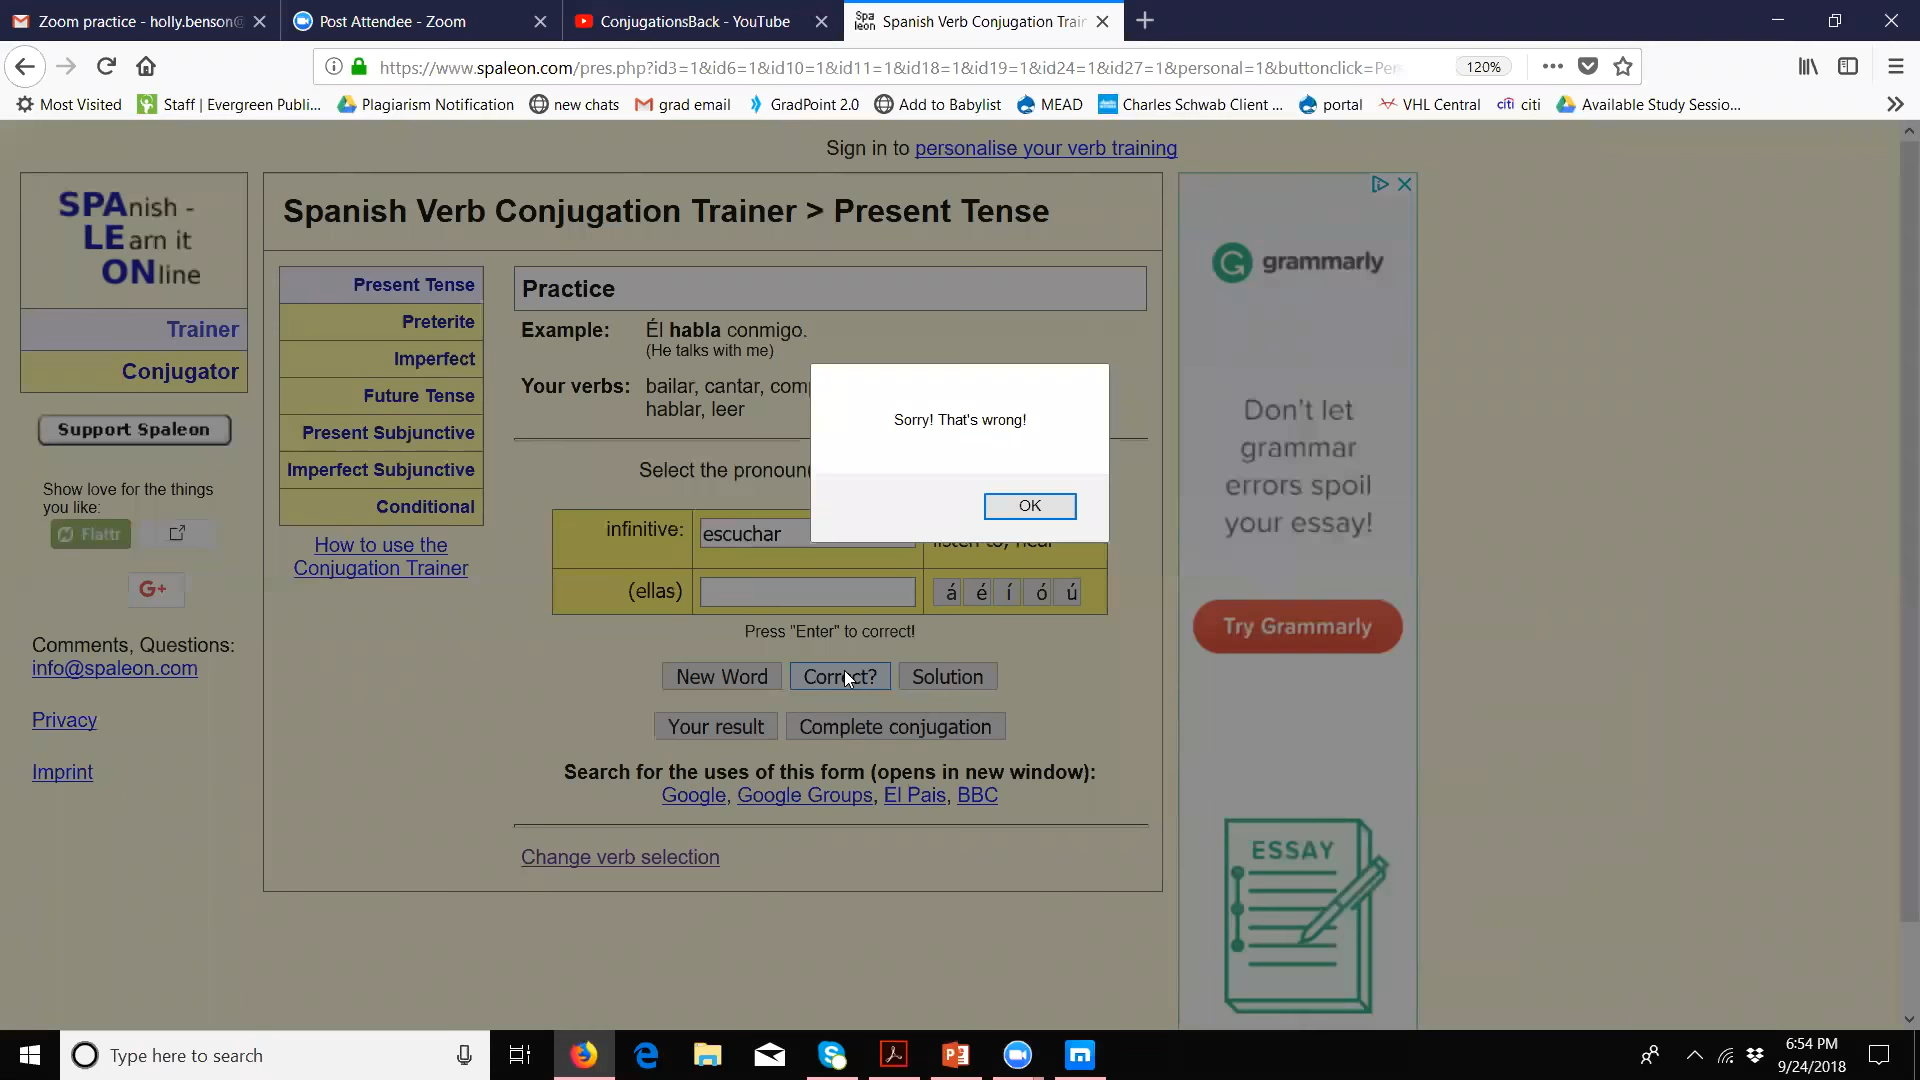 Zoom practice - holly.benson@
Post Attendee - Zoom
ConjugationsBack - YouTube
Spa
leon
Spanish Verb Conjugation Train
https://www.spaleon.com/pres.php?id3=1&id6=1&id10=1&id11=1&id18=1&id19=1&id24=1&id27=1&personal=1&buttonclick=Per
120%
Most Visited
Staff | Evergreen Publi...
Plagiarism Notification
new chats
grad email
GradPoint 2.0
Add to Babylist
MEAD
Charles Schwab Client ...
portal
VHL Central
citi citi
Available Study Sessio...
Sign in to personalise your verb training
SPAnish -
LEarn it
ONline
Trainer
Conjugator
Support Spaleon
Show love for the things
you like:
Flattr
G+
Comments, Questions:
info@spaleon.com
Privacy
Imprint
Spanish Verb Conjugation Trainer > Present Tense
Present Tense
Preterite
Imperfect
Future Tense
Present Subjunctive
Imperfect Subjunctive
Conditional
How to use the
Conjugation Trainer
Practice
Example: Él habla conmigo.
(He talks with me)
Your verbs: bailar, cantar, comp
hablar, leer
Sorry! That's wrong!
OK
Select the pronoun
infinitive: escuchar listen to, hear
(ellas) á é í ó ú
Press "Enter" to correct!
New Word Correct? Solution
Your result Complete conjugation
Search for the uses of this form (opens in new window):
Google, Google Groups, El Pais, BBC
Change verb selection
grammarly
Don't let
grammar
errors spoil
your essay!
Try Grammarly
ESSAY
Type here to search
6:54 PM
9/24/2018